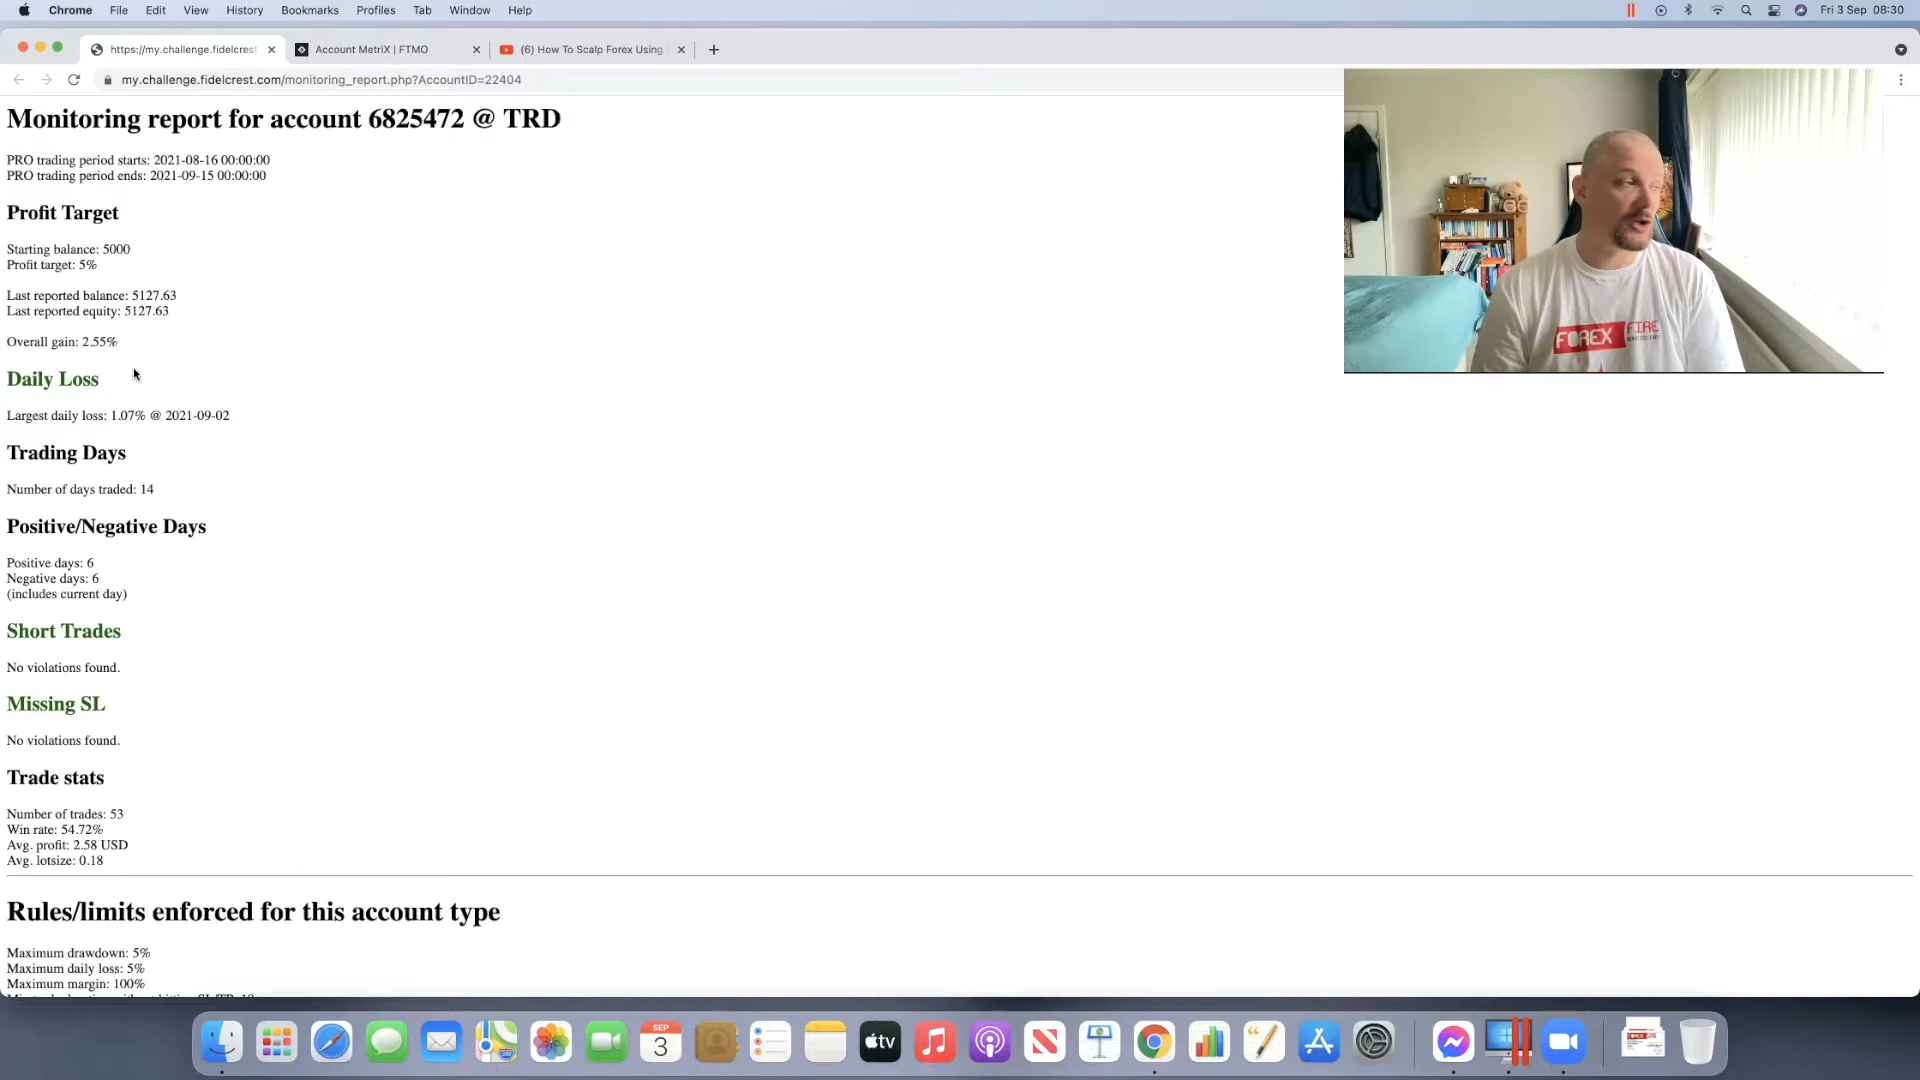 Chrome File Edit View History Bookmarks Profiles Tab Window Help
Fri 3 Sep 08:30
https://my.challenge.fidelcrest
Account MetriX | FTMO
(6) How To Scalp Forex Using
my.challenge.fidelcrest.com/monitoring_report.php?AccountID=22404
Monitoring report for account 6825472 @ TRD
PRO trading period starts: 2021-08-16 00:00:00
PRO trading period ends: 2021-09-15 00:00:00
Profit Target
Starting balance: 5000
Profit target: 5%
Last reported balance: 5127.63
Last reported equity: 5127.63
Overall gain: 2.55%
Daily Loss
Largest daily loss: 1.07% @ 2021-09-02
Trading Days
Number of days traded: 14
Positive/Negative Days
Positive days: 6
Negative days: 6
(includes current day)
Short Trades
No violations found.
Missing SL
No violations found.
Trade stats
Number of trades: 53
Win rate: 54.72%
Avg. profit: 2.58 USD
Avg. lotsize: 0.18
Rules/limits enforced for this account type
Maximum drawdown: 5%
Maximum daily loss: 5%
Maximum margin: 100%
FOREX FIRE
SEP
3
tv